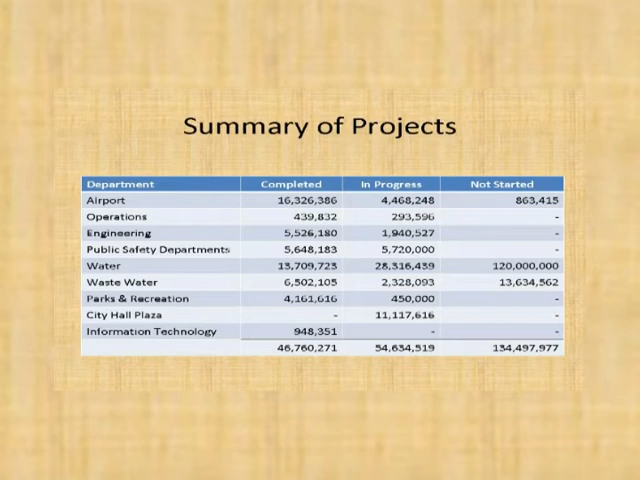 Summary of Projects
Department Completed In Progress Not Started
Airport 16,326,386 4,468,248 863,415
Operations 439,832 293,596 -
Engineering 5,526,180 1,940,527 -
Public Safety Departments 5,648,183 5,720,000 -
Water 13,709,723 28,316,439 120,000,000
Waste Water 6,502,105 2,328,093 13,634,562
Parks & Recreation 4,161,616 450,000 -
City Hall Plaza - 11,117,616 -
Information Technology 948,351 - -
46,760,271 54,634,519 134,497,977